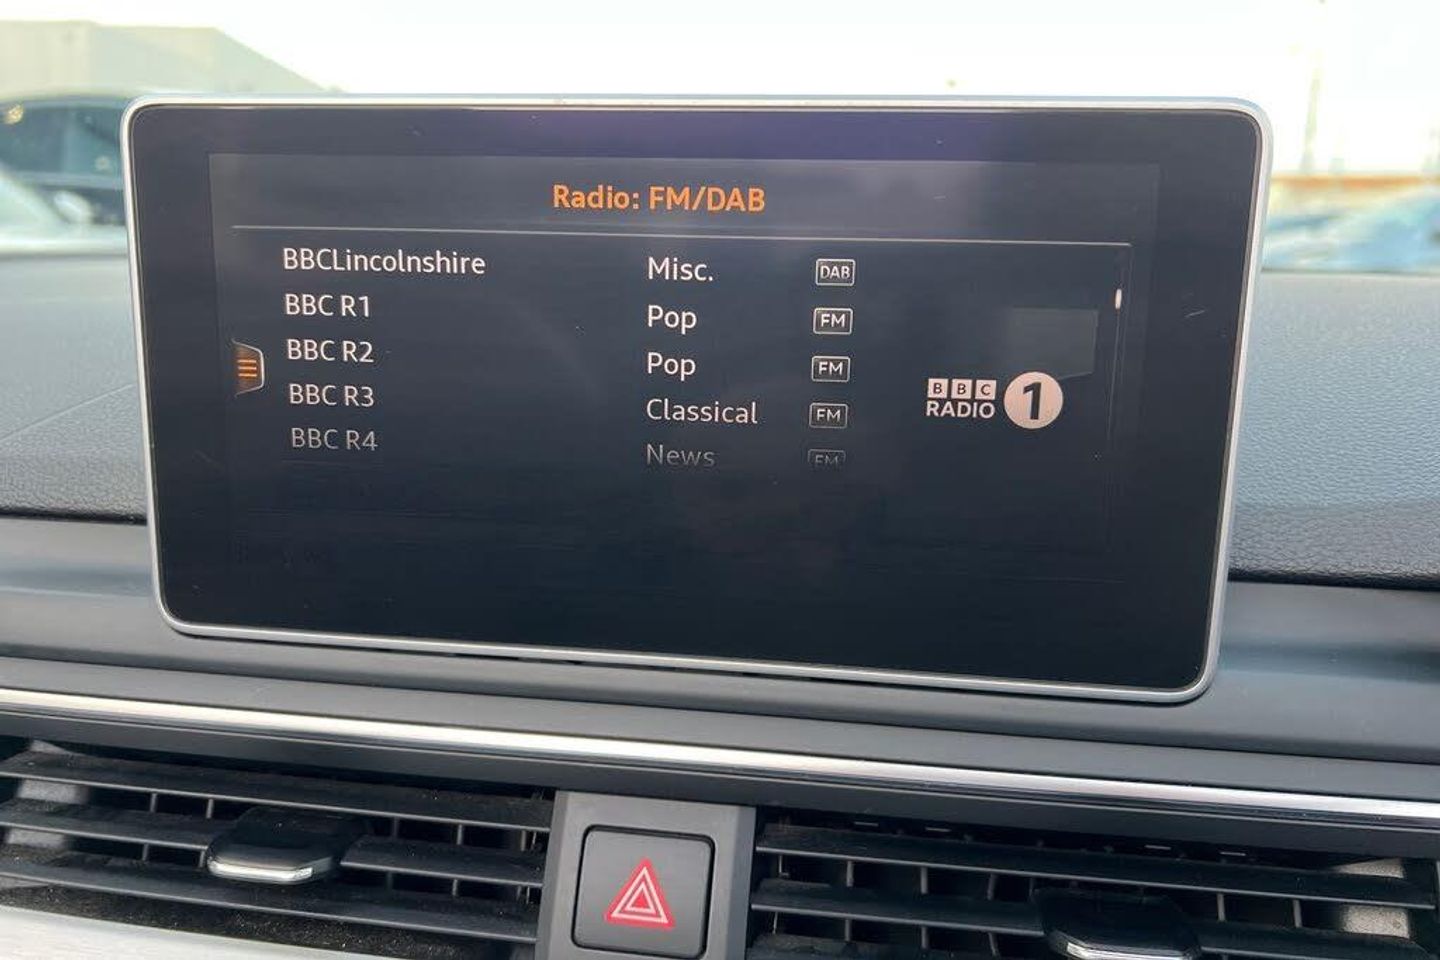 Radio: FM/DAB
BBCLincolnshire Misc. DAB
BBC R1 Pop FM
BBC R2 Pop FM
BBC R3 Classical FM
BBC R4 News FM
BBC
RADIO 1